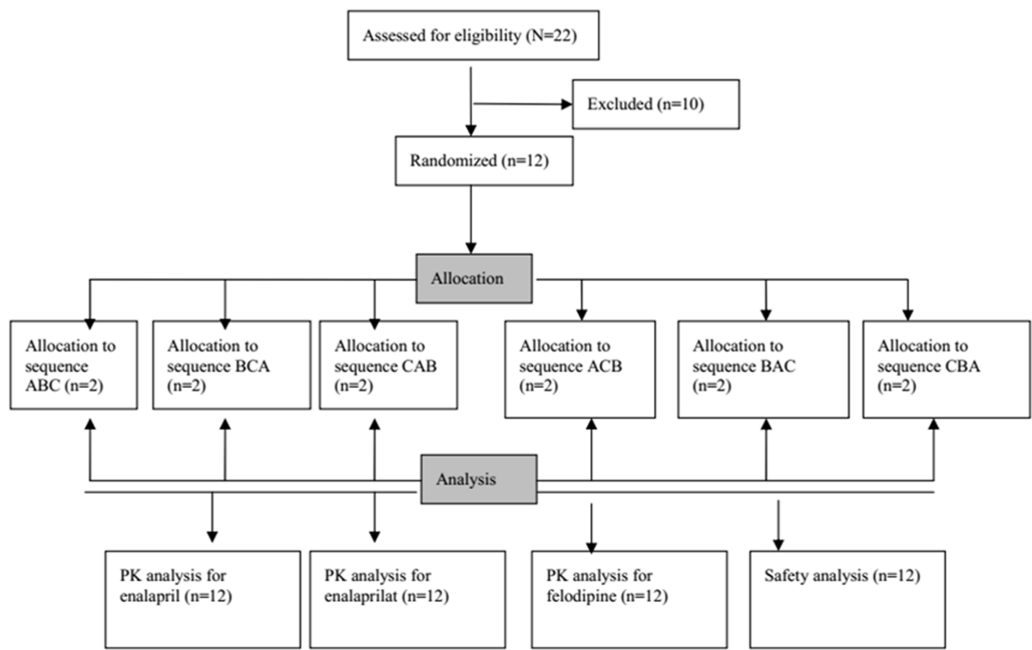 Assessed for eligibility (N=22)
Excluded (n=10)
Randomized (n=12)
Allocation
Allocation to
sequence
ABC (n=2)
Allocation to
sequence BCA
(n=2)
Allocation to
sequence CAB
(n=2)
Allocation to
sequence ACB
(n=2)
Allocation to
sequence BAC
(n=2)
Allocation to
sequence CBA
(n=2)
Analysis
PK analysis for
enalapril (n=12)
PK analysis for
enalaprilat (n=12)
PK analysis for
felodipine (n=12)
Safety analysis (n=12)